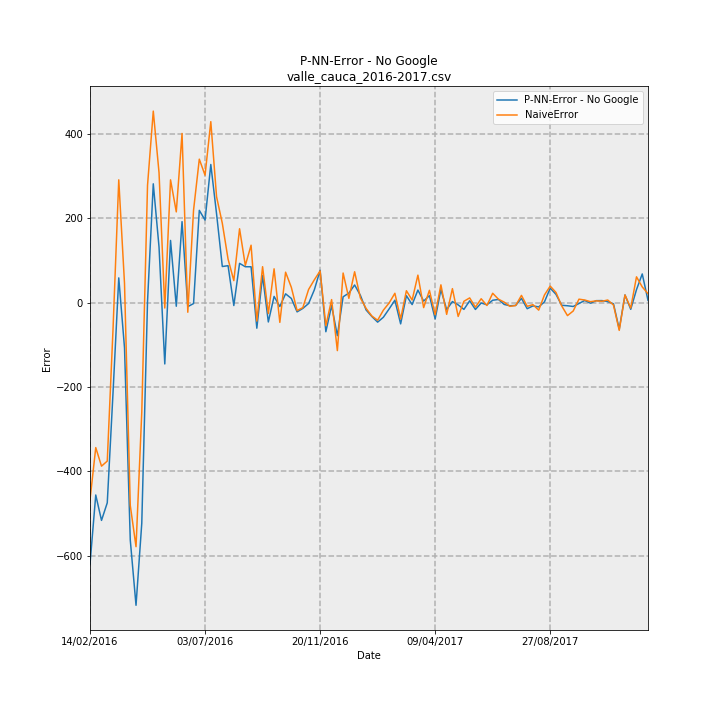 P-NN-Error - No Google
valle_cauca_2016-2017.csv
P-NN-Error - No Google
NaiveError
400
200
0
−200
−400
−600
Error
14/02/2016 03/07/2016 20/11/2016 09/04/2017 27/08/2017
Date